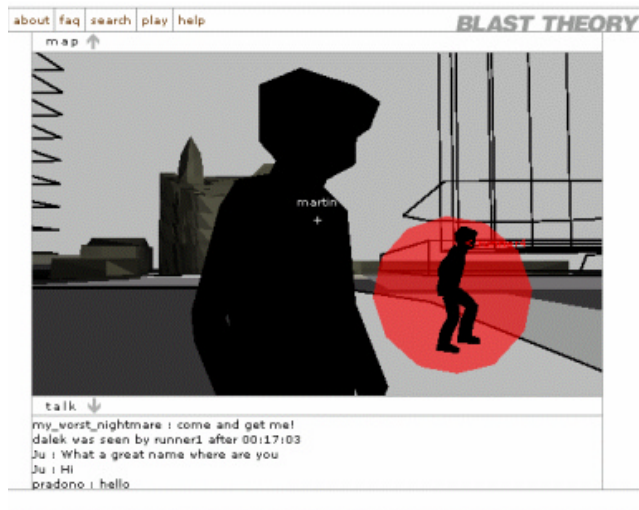 about faq search play help
BLAST THEORY
map
martin
talk
my_worst_nightmare : come and get me!
dalek was seen by runner1 after 00:17:03
Ju : What a great name where are you
Ju : Hi
pradono : hello